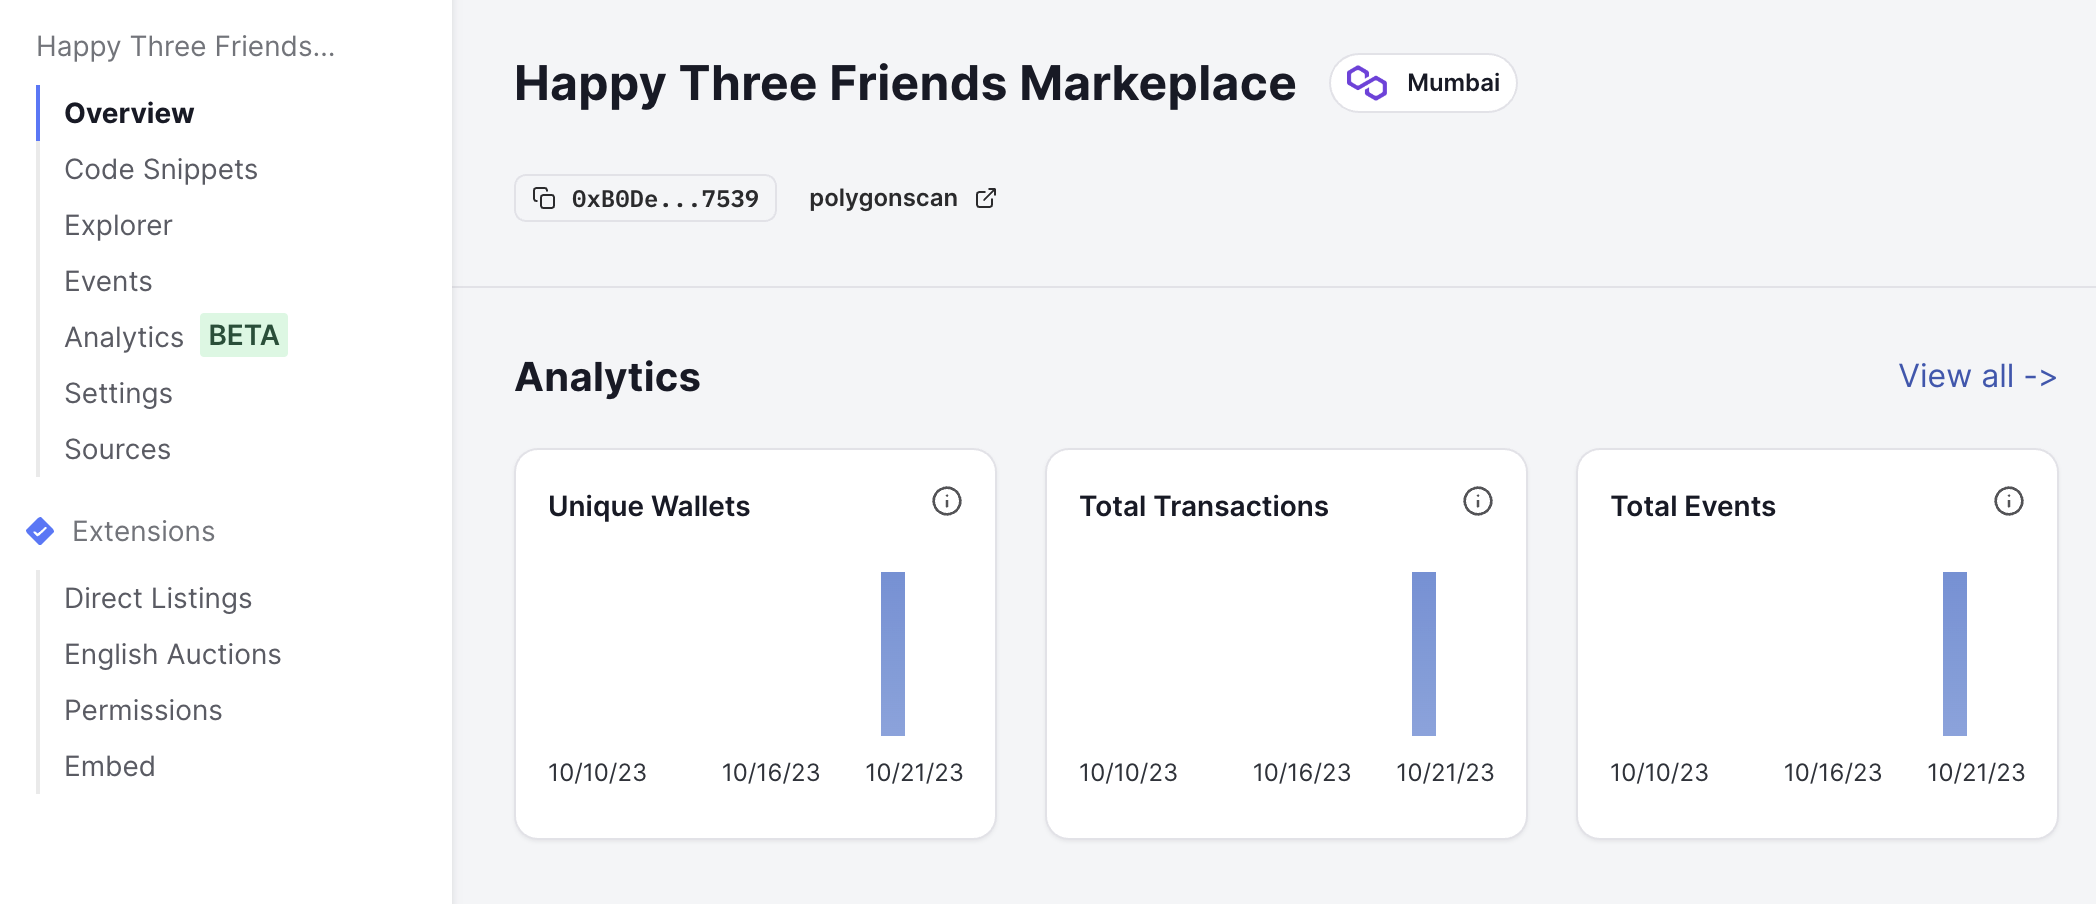 Happy Three Friends...
Overview
Code Snippets
Explorer
Events
Analytics BETA
Settings
Sources
Extensions
Direct Listings
English Auctions
Permissions
Embed
Happy Three Friends Markeplace
Mumbai
0xB0De...7539
polygonscan
Analytics
View all ->
Unique Wallets
10/10/23 10/16/23 10/21/23
Total Transactions
10/10/23 10/16/23 10/21/23
Total Events
10/10/23 10/16/23 10/21/23